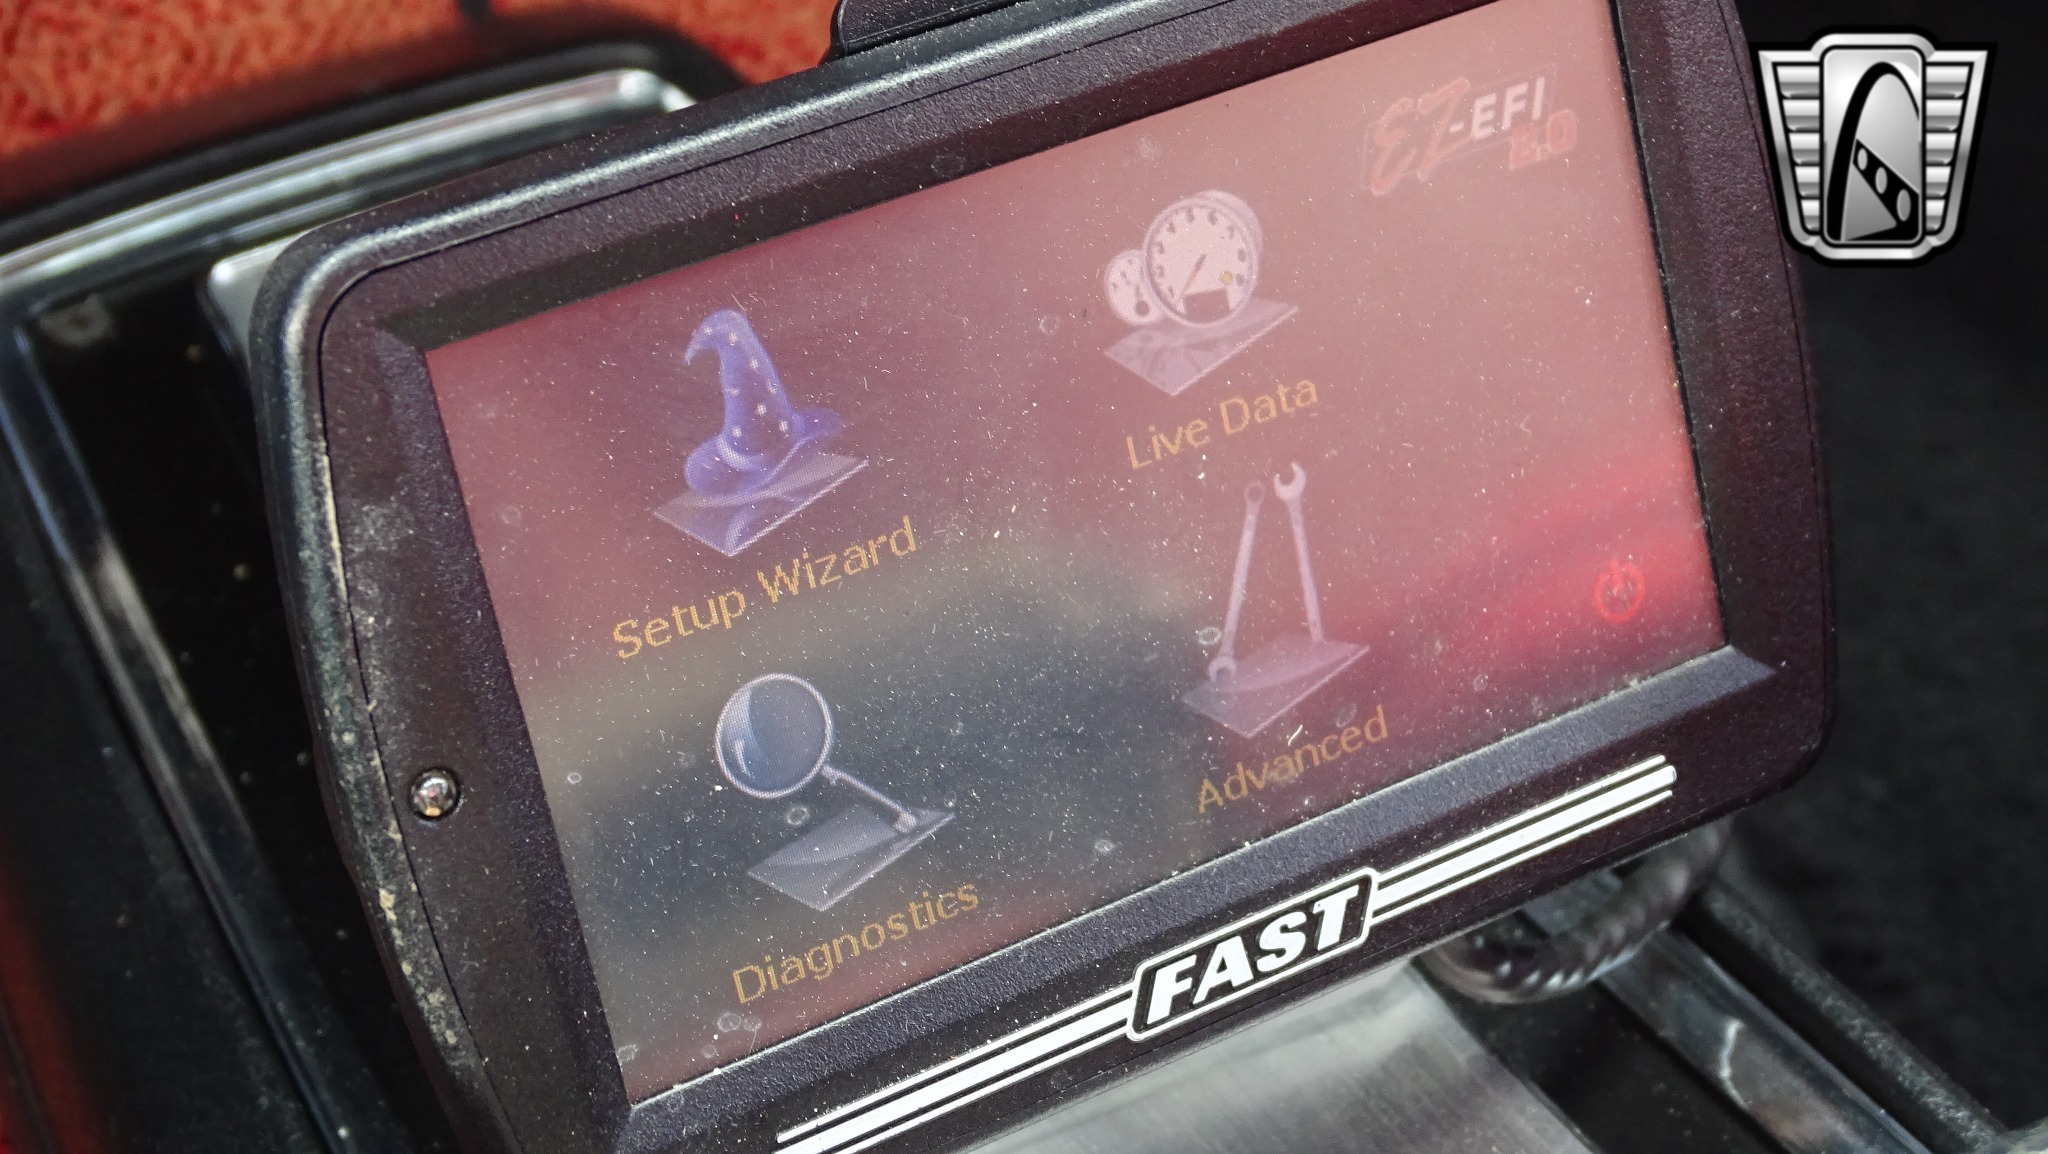 EZ-EFI
2.0
Live Data
Setup Wizard
Advanced
Diagnostics
FAST